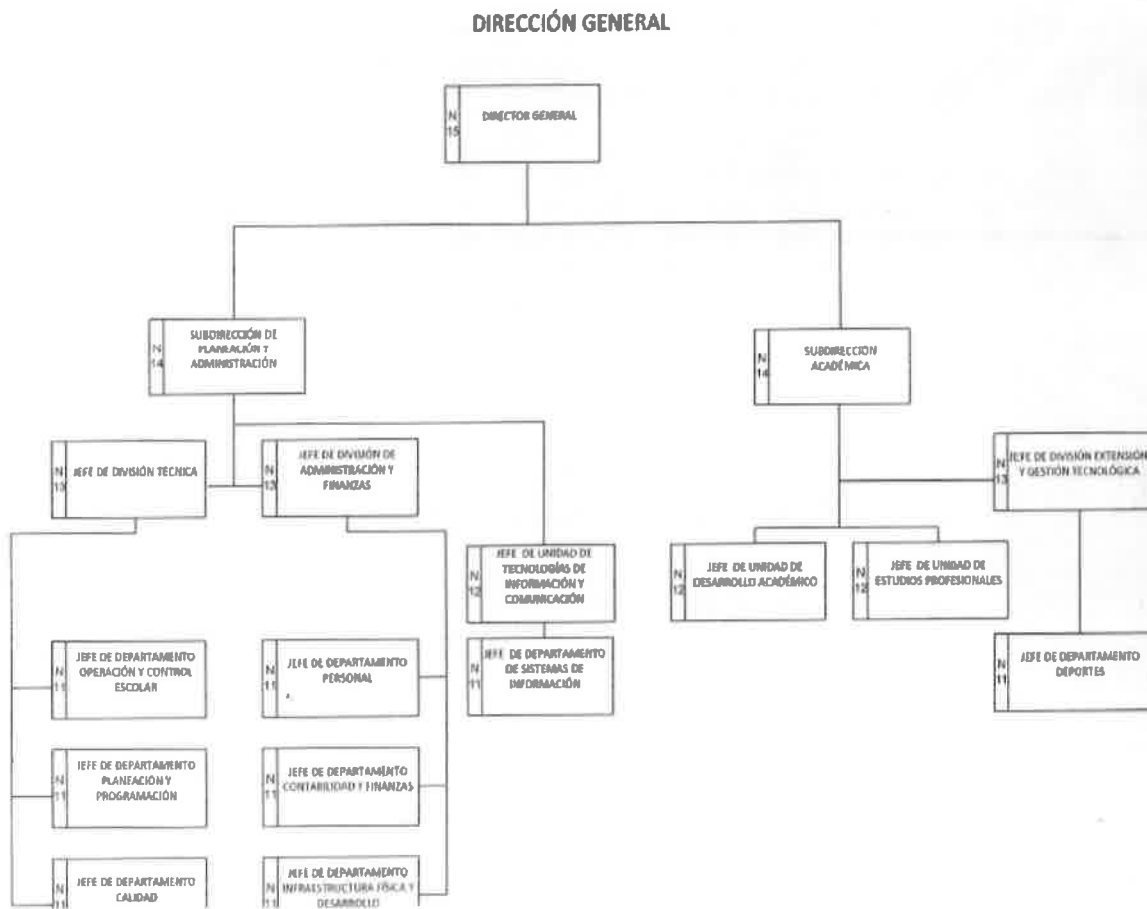 DIRECCIÓN GENERAL
N
15
DIRECTOR GENERAL
N
14
SUBDIRECCIÓN DE
PLANEACIÓN Y
ADMINISTRACIÓN
N
14
SUBDIRECCION
ACADÉMICA
N
13
JEFE DE DIVISIÓN TECNICA
N
13
JEFE DE DIVISIÓN DE
ADMINISTRACIÓN Y
FINANZAS
N
13
JEFE DE DIVISIÓN EXTENSIÓN
Y GESTIÓN TECNOLÓGICA
N
12
JEFE DE UNIDAD DE
TECNOLOGÍAS DE
INFORMACIÓN Y
COMUNICACIÓN
N
12
JEFE DE UNIDAD DE
DESARROLLO ACADÉMICO
N
12
JEFE DE UNIDAD DE
ESTUDIOS PROFESIONALES
N
11
JEFE DE DEPARTAMENTO
OPERACIÓN Y CONTROL
ESCOLAR
N
11
JEFE DE DEPARTAMENTO
PERSONAL
N
11
JEFE DE DEPARTAMENTO
DE SISTEMAS DE
INFORMACIÓN
N
11
JEFE DE DEPARTAMENTO
DEPORTES
N
11
JEFE DE DEPARTAMENTO
PLANEACIÓN Y
PROGRAMACIÓN
N
11
JEFE DE DEPARTAMENTO
CONTABILIDAD Y FINANZAS
N
11
JEFE DE DEPARTAMENTO
CALIDAD
N
11
JEFE DE DEPARTAMENTO
INFRAESTRUCTURA FÍSICA Y
DESARROLLO